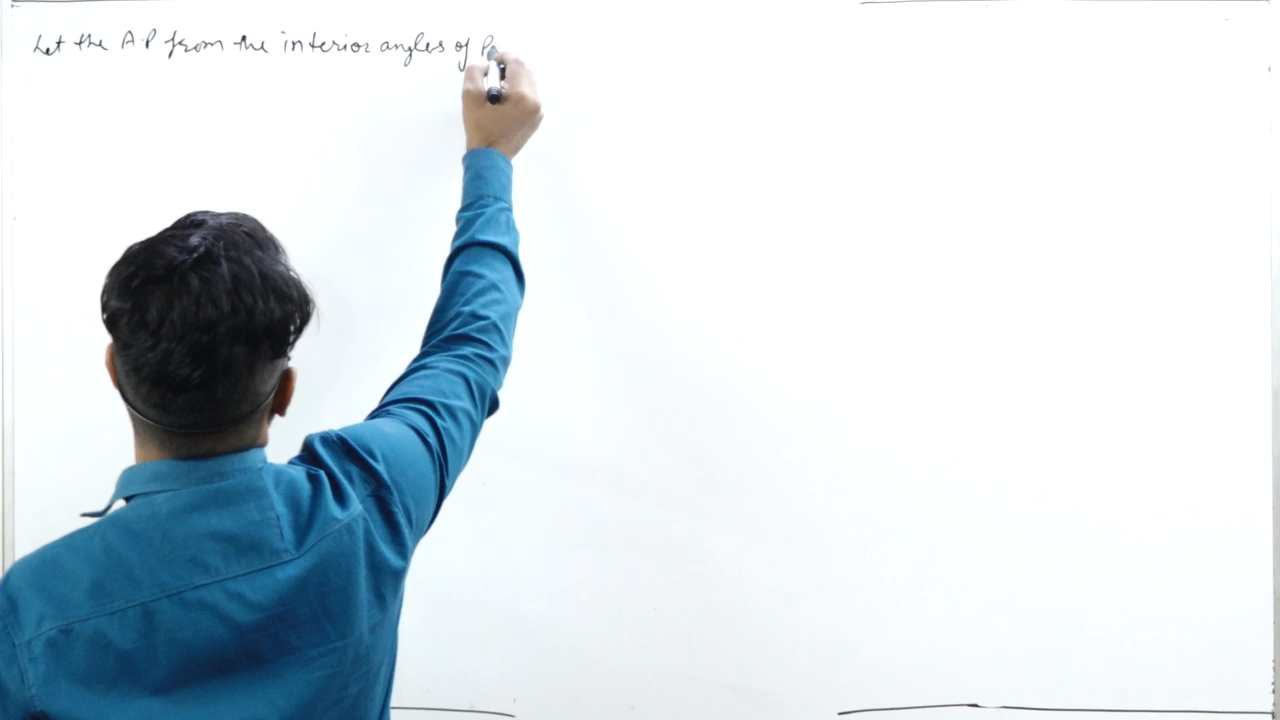 Let the A.P from the interior angles of